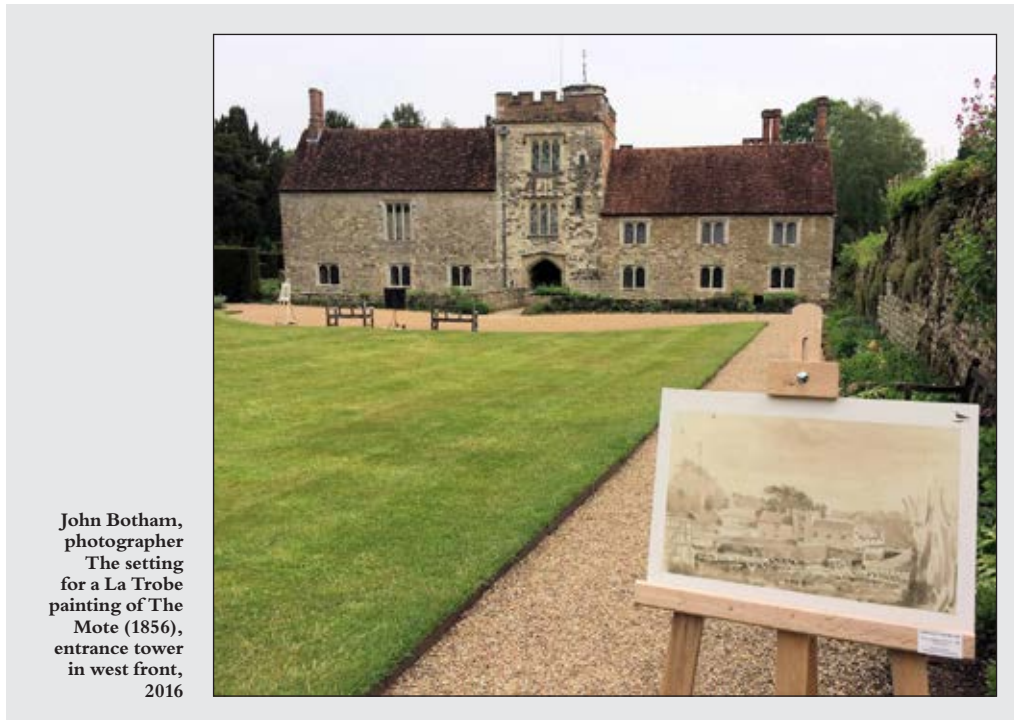 John Botham,
photographer
The setting
for a La Trobe
painting of The
Mote (1856),
entrance tower
in west front,
2016